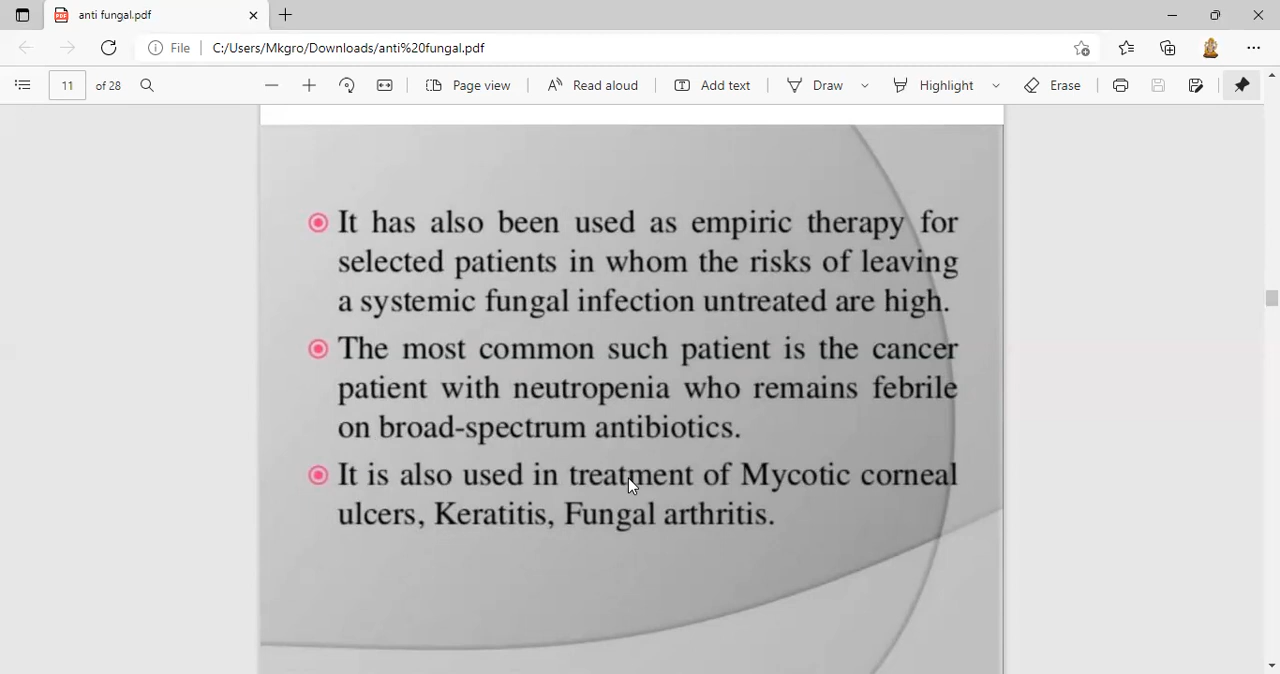 anti fungal.pdf
File C:/Users/Mkgro/Downloads/anti%20fungal.pdf
11 of 28 Page view Read aloud Add text Draw Highlight Erase
It has also been used as empiric therapy for
selected patients in whom the risks of leaving
a systemic fungal infection untreated are high.
The most common such patient is the cancer
patient with neutropenia who remains febrile
on broad-spectrum antibiotics.
It is also used in treatment of Mycotic corneal
ulcers, Keratitis, Fungal arthritis.